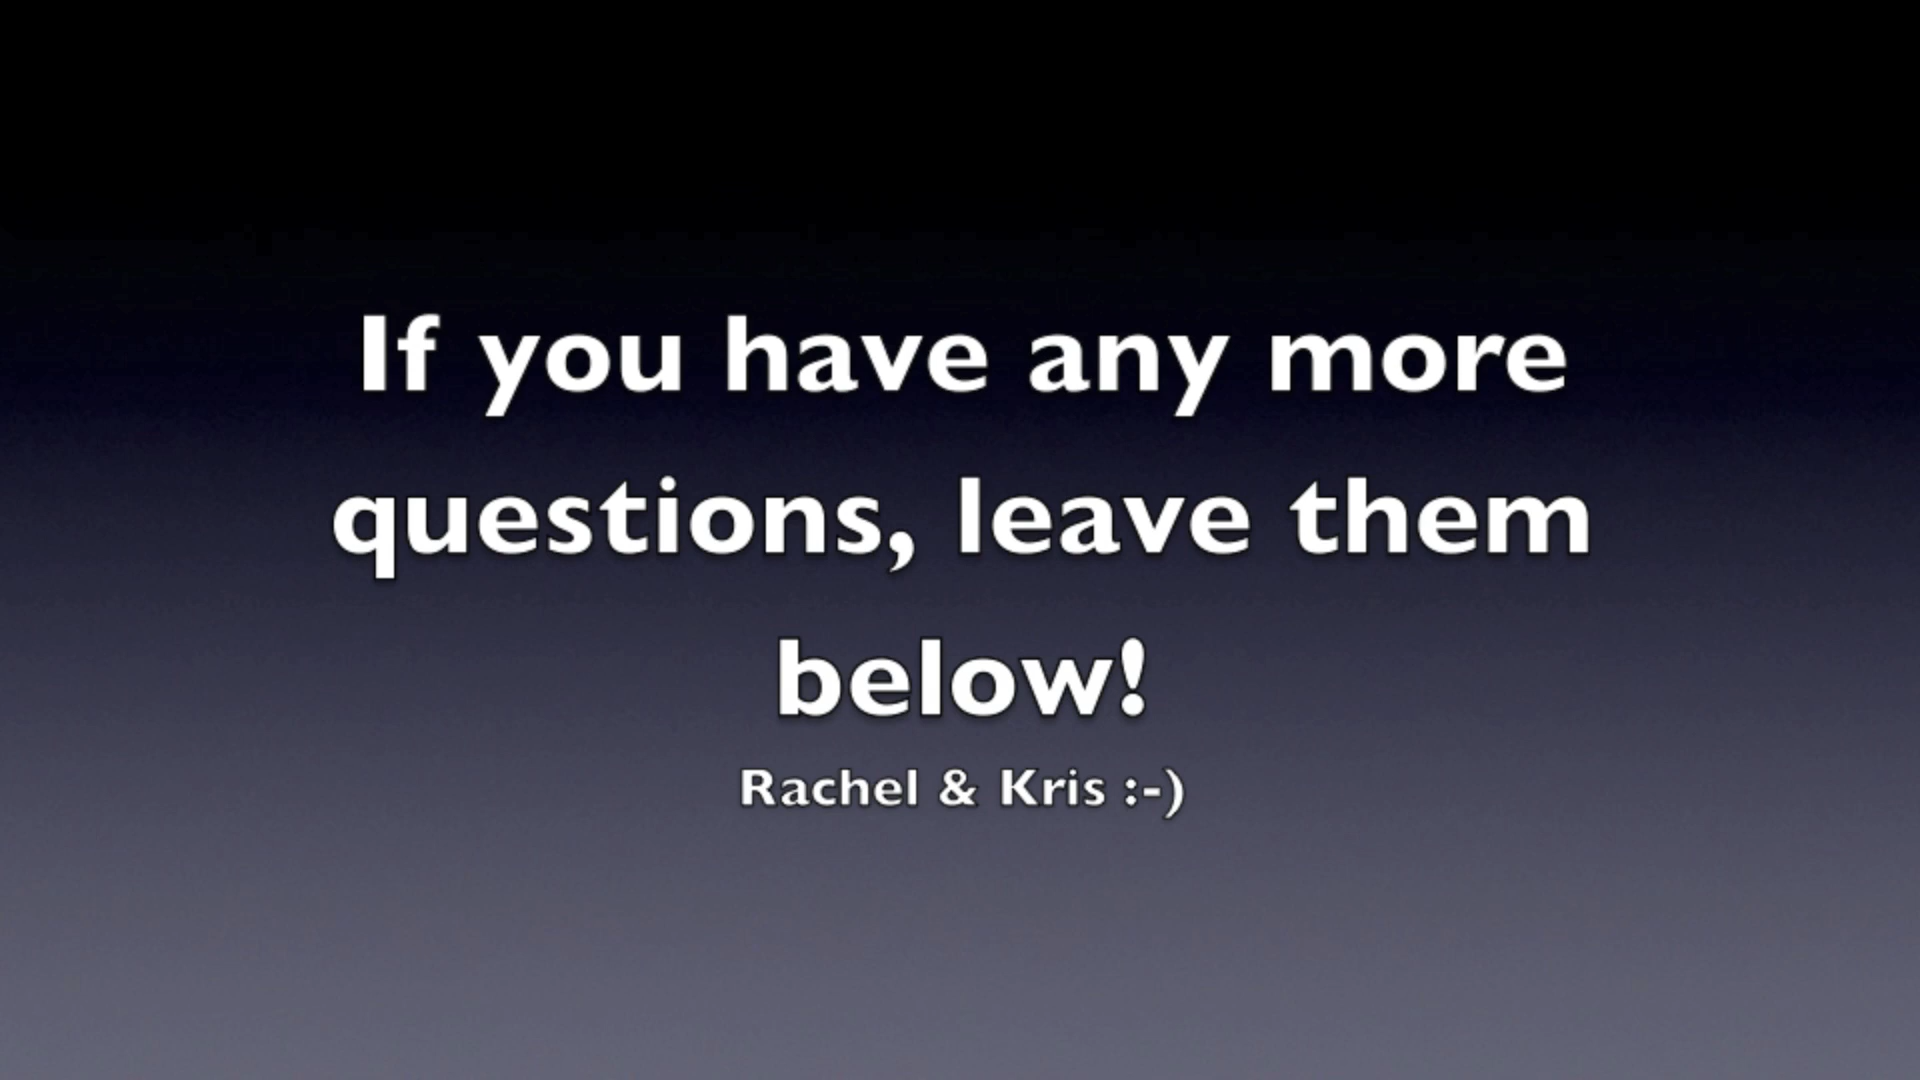 If you have any more
questions, leave them
below!
Rachel & Kris :-)